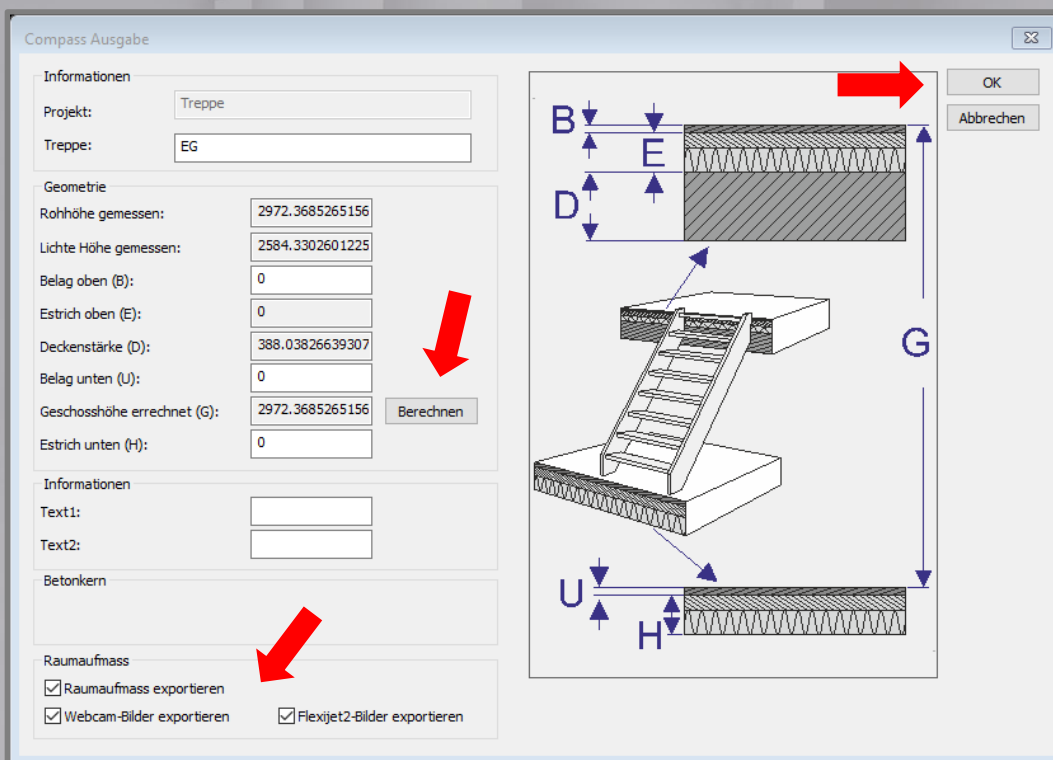 Compass Ausgabe
Informationen
Projekt: Treppe
Treppe: EG
Geometrie
Rohhöhe gemessen: 2972.3685265156
Lichte Höhe gemessen: 2584.3302601225
Belag oben (B): 0
Estrich oben (E): 0
Deckenstärke (D): 388.03826639307
Belag unten (U): 0
Geschosshöhe errechnet (G): 2972.3685265156 Berechnen
Estrich unten (H): 0
Informationen
Text1:
Text2:
Betonkern
Raumaufmass
Raumaufmass exportieren
Webcam-Bilder exportieren Flexijet2-Bilder exportieren
B
E
D
G
U
H
OK
Abbrechen